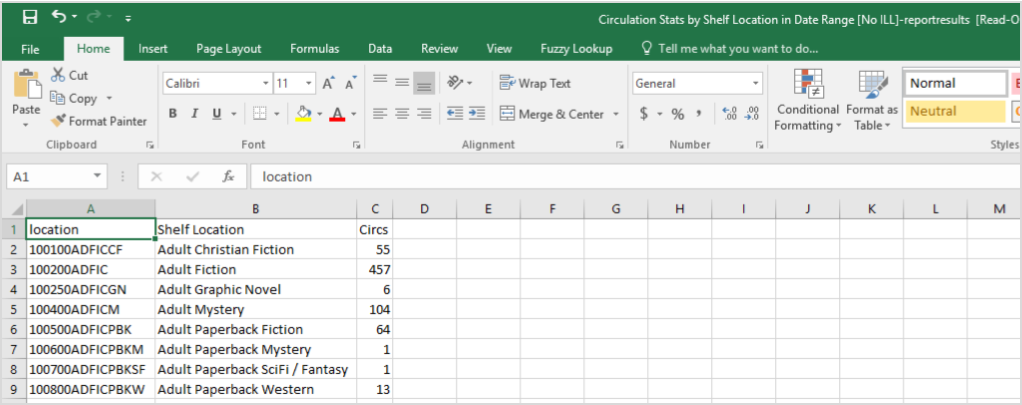 Circulation Stats by Shelf Location in Date Range [No ILL]-reportresults [Read-O
File Home Insert Page Layout Formulas Data Review View Fuzzy Lookup Tell me what you want to do...
Cut
Copy
Format Painter
Paste
Clipboard
Calibri 11 A A
B I U A
Font
Wrap Text
Merge & Center
Alignment
General
$ % , .0 .00 .00 .0
Number
Conditional Formatting
Format as Table
Normal
Neutral
Styles
A1 fx location
A B C D E F G H I J K L M
1 location Shelf Location Circs
2 100100ADFICCF Adult Christian Fiction 55
3 100200ADFIC Adult Fiction 457
4 100250ADFICGN Adult Graphic Novel 6
5 100400ADFICM Adult Mystery 104
6 100500ADFICPBK Adult Paperback Fiction 64
7 100600ADFICPBKM Adult Paperback Mystery 1
8 100700ADFICPBKSF Adult Paperback SciFi / Fantasy 1
9 100800ADFICPBKW Adult Paperback Western 13